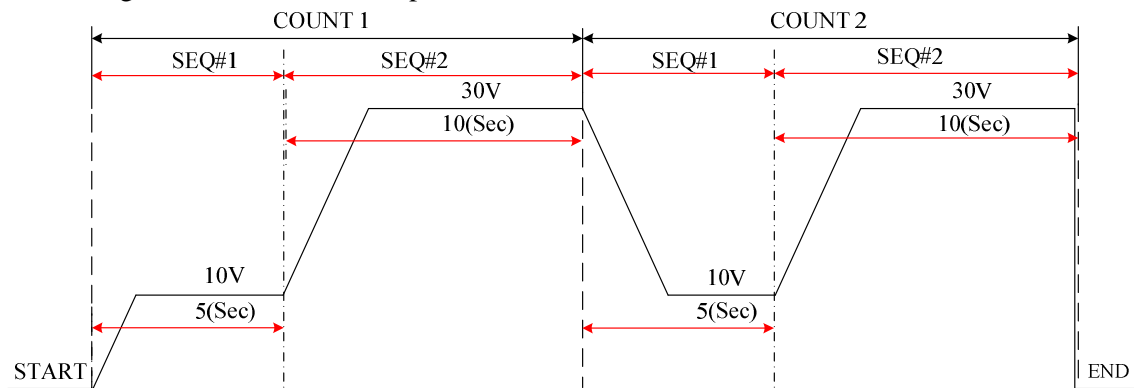 COUNT 1 COUNT 2
SEQ#1 SEQ#2 SEQ#1 SEQ#2
30V 30V
10(Sec) 10(Sec)
10V 10V
5(Sec) 5(Sec)
START END